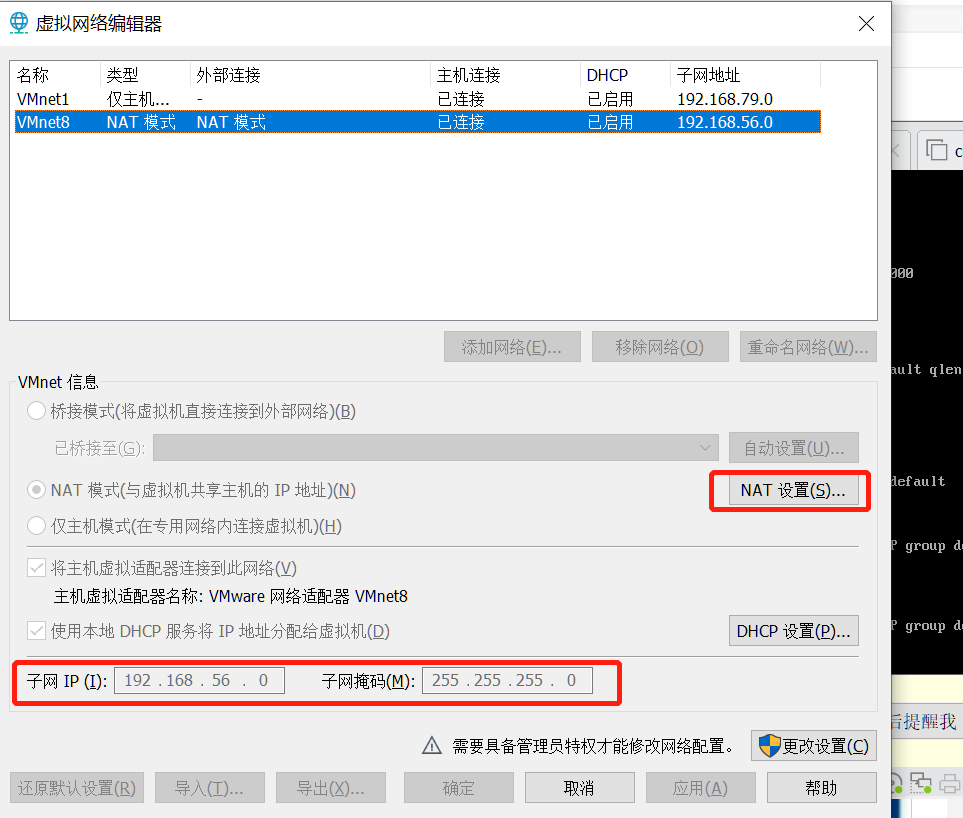 虚拟网络编辑器
名称 类型 外部连接 主机连接 DHCP 子网地址
VMnet1 仅主机... - 已连接 已启用 192.168.79.0
VMnet8 NAT 模式 NAT 模式 已连接 已启用 192.168.56.0
添加网络(E)... 移除网络(O) 重命名网络(W)...
VMnet 信息
桥接模式(将虚拟机直接连接到外部网络)(B)
已桥接至(G): 自动设置(U)...
NAT 模式(与虚拟机共享主机的 IP 地址)(N) NAT 设置(S)...
仅主机模式(在专用网络内连接虚拟机)(H)
将主机虚拟适配器连接到此网络(V)
主机虚拟适配器名称: VMware 网络适配器 VMnet8
使用本地 DHCP 服务将 IP 地址分配给虚拟机(D) DHCP 设置(P)...
子网 IP (I): 192 . 168 . 56 . 0 子网掩码(M): 255 . 255 . 255 . 0
需要具备管理员特权才能修改网络配置。 更改设置(C)
还原默认设置(R) 导入(T)... 导出(X)... 确定 取消 应用(A) 帮助
c
000
ault qlen
default
P group de
P group de
后提醒我